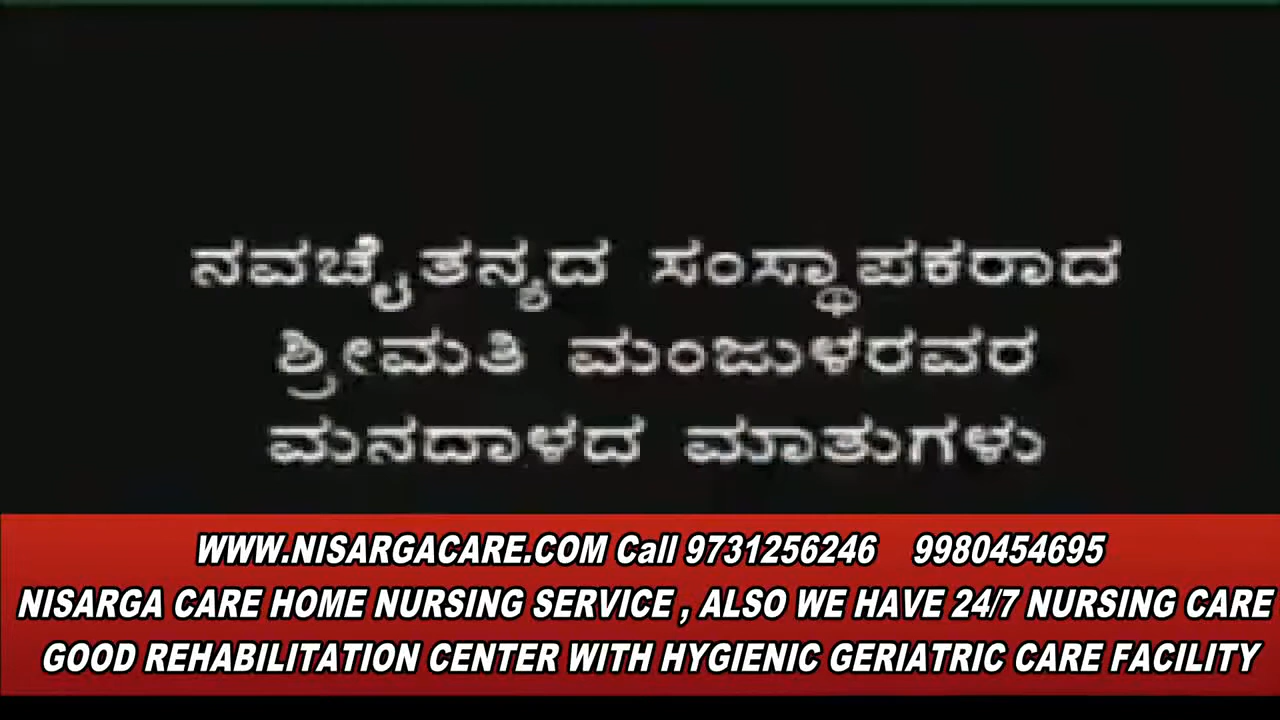 ನವಚೈತನ್ಯದ ಸಂಸ್ಥಾಪಕರಾದ
ಶ್ರೀಮತಿ ಮಂಜುಳರವರ
ಮನದಾಳದ ಮಾತುಗಳು
WWW.NISARGACARE.COM Call 9731256246 9980454695
NISARGA CARE HOME NURSING SERVICE , ALSO WE HAVE 24/7 NURSING CARE
GOOD REHABILITATION CENTER WITH HYGIENIC GERIATRIC CARE FACILITY